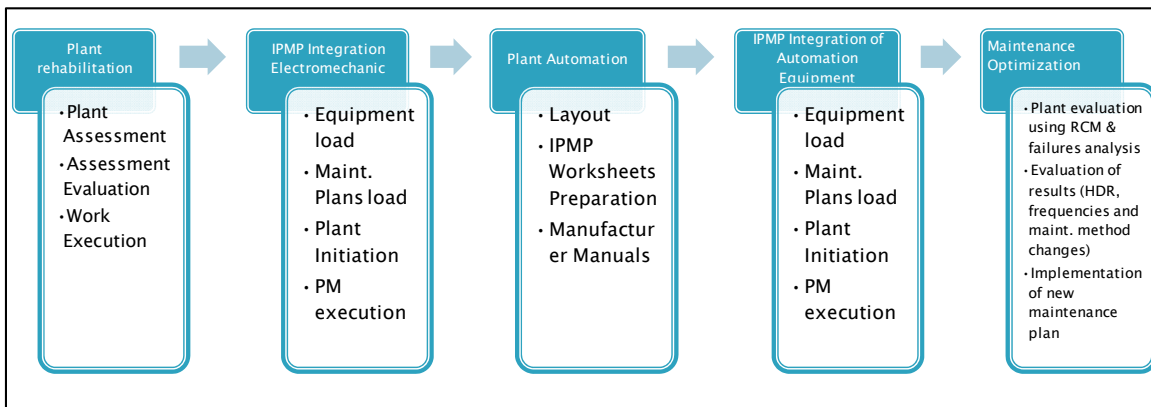 Plant
rehabilitation
• Plant
Assessment
• Assessment
Evaluation
• Work
Execution
IPMP Integration
Electromechanic
• Equipment
load
• Maint.
Plans load
• Plant
Initiation
• PM
execution
Plant Automation
• Layout
• IPMP
Worksheets
Preparation
• Manufactur
er Manuals
IPMP Integration of
Automation
Equipment
• Equipment
load
• Maint.
Plans load
• Plant
Initiation
• PM
execution
Maintenance
Optimization
• Plant evaluation
using RCM &
failures analysis
• Evaluation of
results (HDR,
frequencies and
maint. method
changes)
• Implementation
of new
maintenance
plan